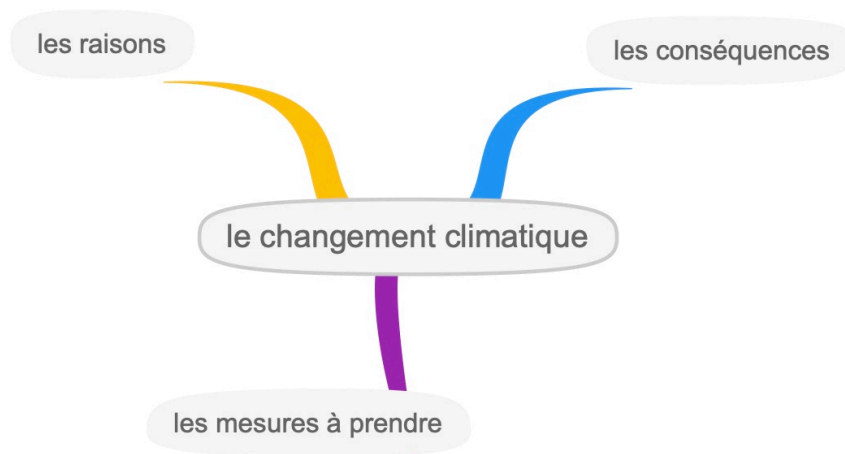 les raisons
les conséquences
le changement climatique
les mesures à prendre